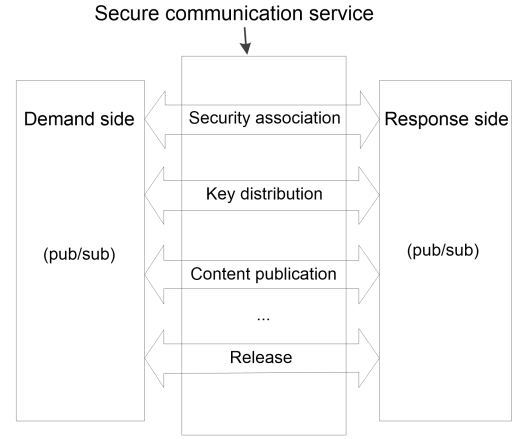 Secure communication service
Demand side
Security association
Response side
Key distribution
(pub/sub)
(pub/sub)
Content publication
...
Release